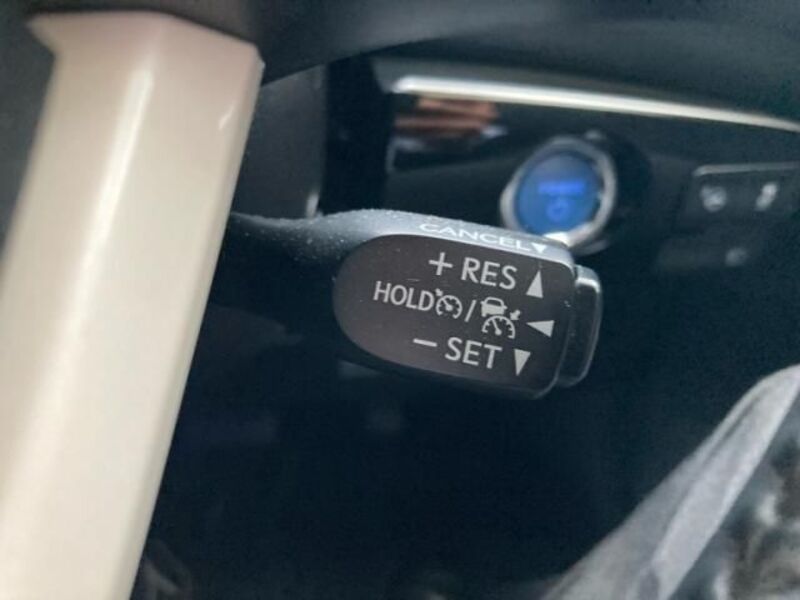 CANCEL
+ RES
HOLD /
- SET